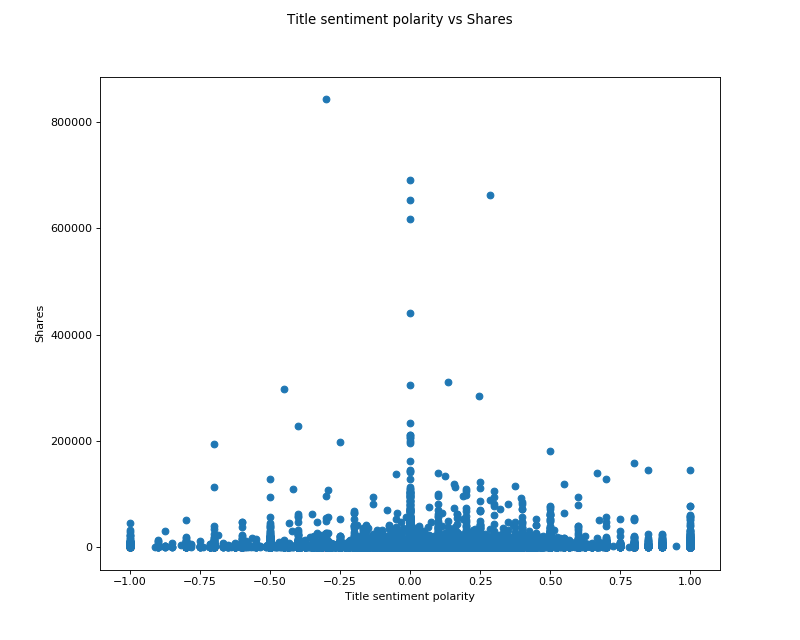 Title sentiment polarity vs Shares
800000
600000
400000
200000
0
Shares
−1.00 −0.75 −0.50 −0.25 0.00 0.25 0.50 0.75 1.00
Title sentiment polarity